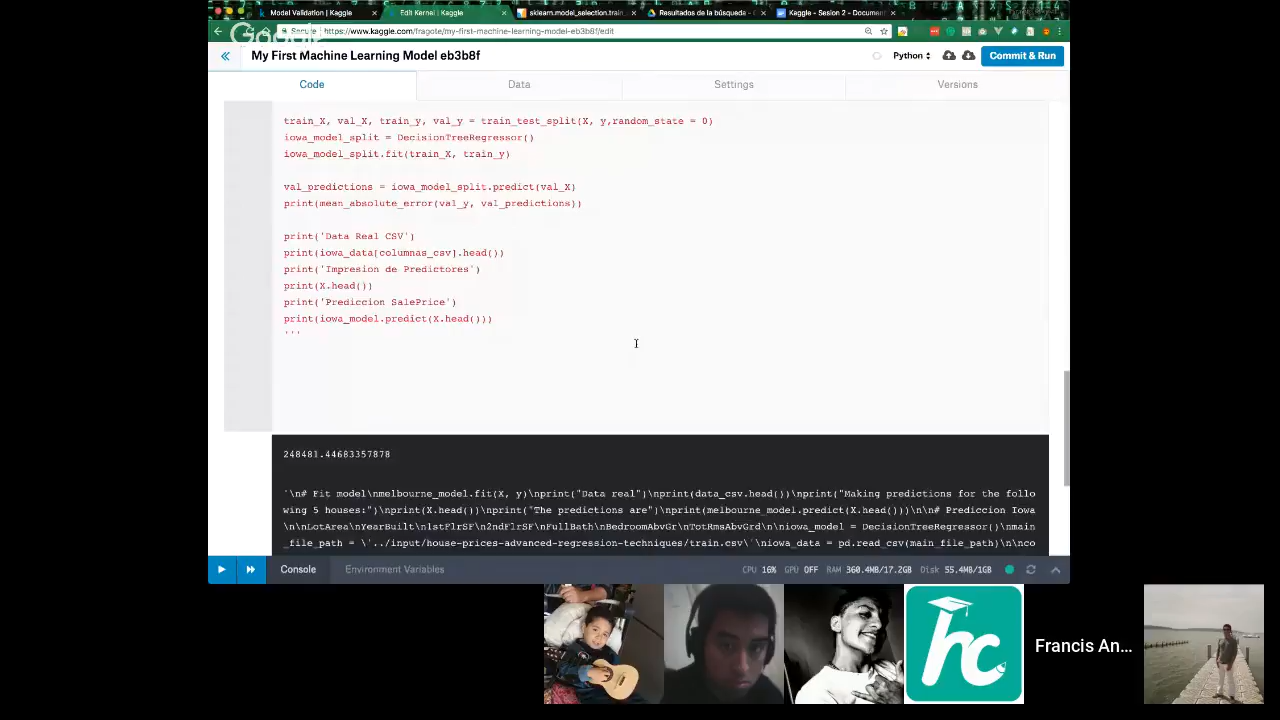 Model Validation | Kaggle
Edit Kernel | Kaggle
sklearn.model_selection.train
Resultados de la búsqueda -
Kaggle - Sesion 2 - Document
Google
Secure
https://www.kaggle.com/fragote/my-first-machine-learning-model-eb3b8f/edit
My First Machine Learning Model eb3b8f
Python
Commit & Run
Code
Data
Settings
Versions
train_X, val_X, train_y, val_y = train_test_split(X, y,random_state = 0)
iowa_model_split = DecisionTreeRegressor()
iowa_model_split.fit(train_X, train_y)
val_predictions = iowa_model_split.predict(val_X)
print(mean_absolute_error(val_y, val_predictions))
print('Data Real CSV')
print(iowa_data[columnas_csv].head())
print('Impresion de Predictores')
print(X.head())
print('Prediccion SalePrice')
print(iowa_model.predict(X.head()))
'''
248481.44683357878
'\n# Fit model\nmelbourne_model.fit(X, y)\nprint("Data real")\nprint(data_csv.head())\nprint("Making predictions for the follo
wing 5 houses:")\nprint(X.head())\nprint("The predictions are")\nprint(melbourne_model.predict(X.head()))\n\n# Prediccion Iowa
\n\nLotArea\nYearBuilt\n1stFlrSF\n2ndFlrSF\nFullBath\nBedroomAbvGr\nTotRmsAbvGrd\n\niowa_model = DecisionTreeRegressor()\nmain
_file_path = \'../input/house-prices-advanced-regression-techniques/train.csv\'\niowa_data = pd.read_csv(main_file_path)\n\nco
Console
Environment Variables
CPU 16%
GPU OFF
RAM 360.4MB/17.2GB
Disk 55.4MB/1GB
hc
Francis An...